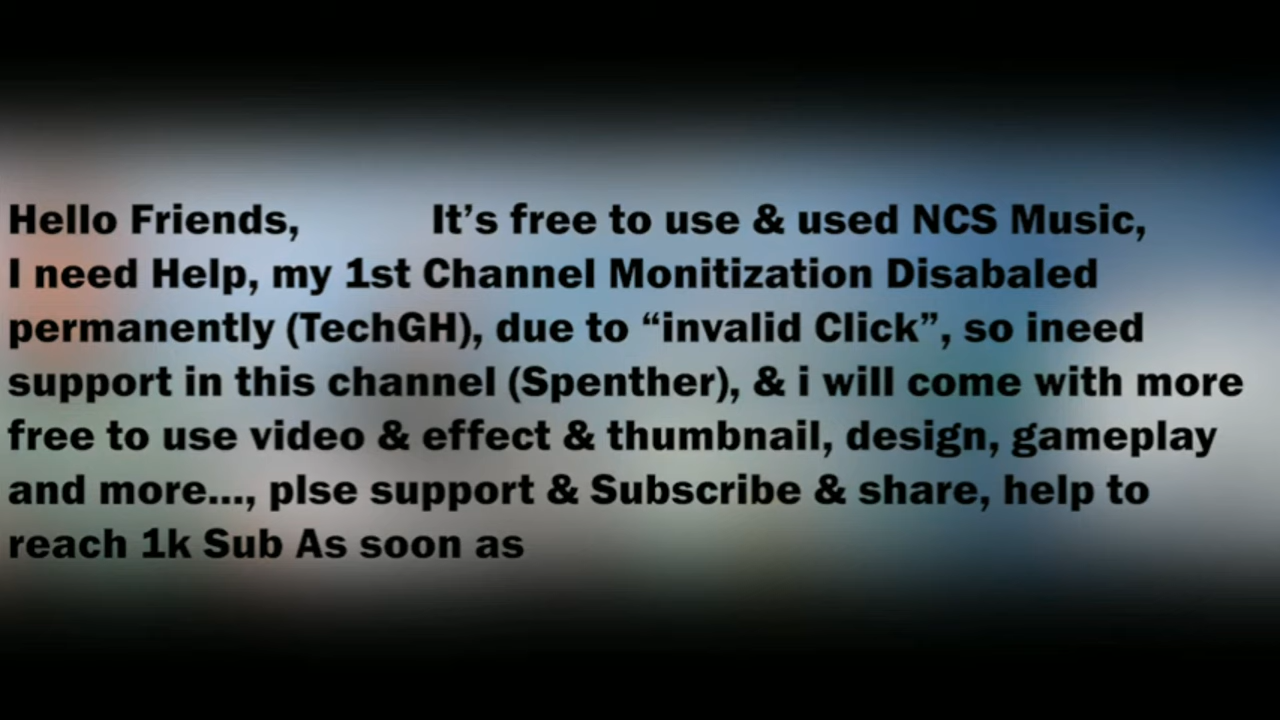 Hello Friends, It’s free to use & used NCS Music,
I need Help, my 1st Channel Monitization Disabaled
permanently (TechGH), due to “invalid Click”, so ineed
support in this channel (Spenther), & i will come with more
free to use video & effect & thumbnail, design, gameplay
and more..., plse support & Subscribe & share, help to
reach 1k Sub As soon as